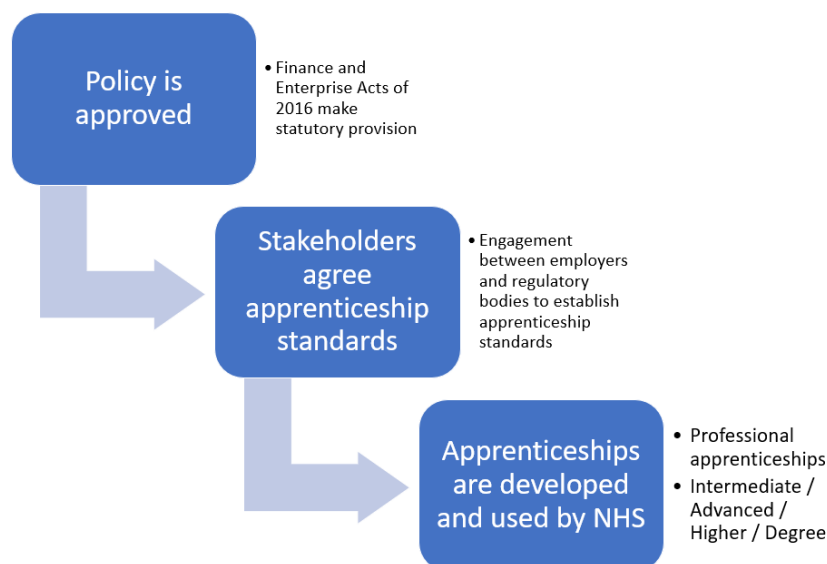 Policy is
approved
• Finance and
Enterprise Acts of
2016 make
statutory provision
Stakeholders
agree
apprenticeship
standards
• Engagement
between employers
and regulatory
bodies to establish
apprenticeship
standards
Apprenticeships
are developed
and used by NHS
• Professional
apprenticeships
• Intermediate /
Advanced /
Higher / Degree